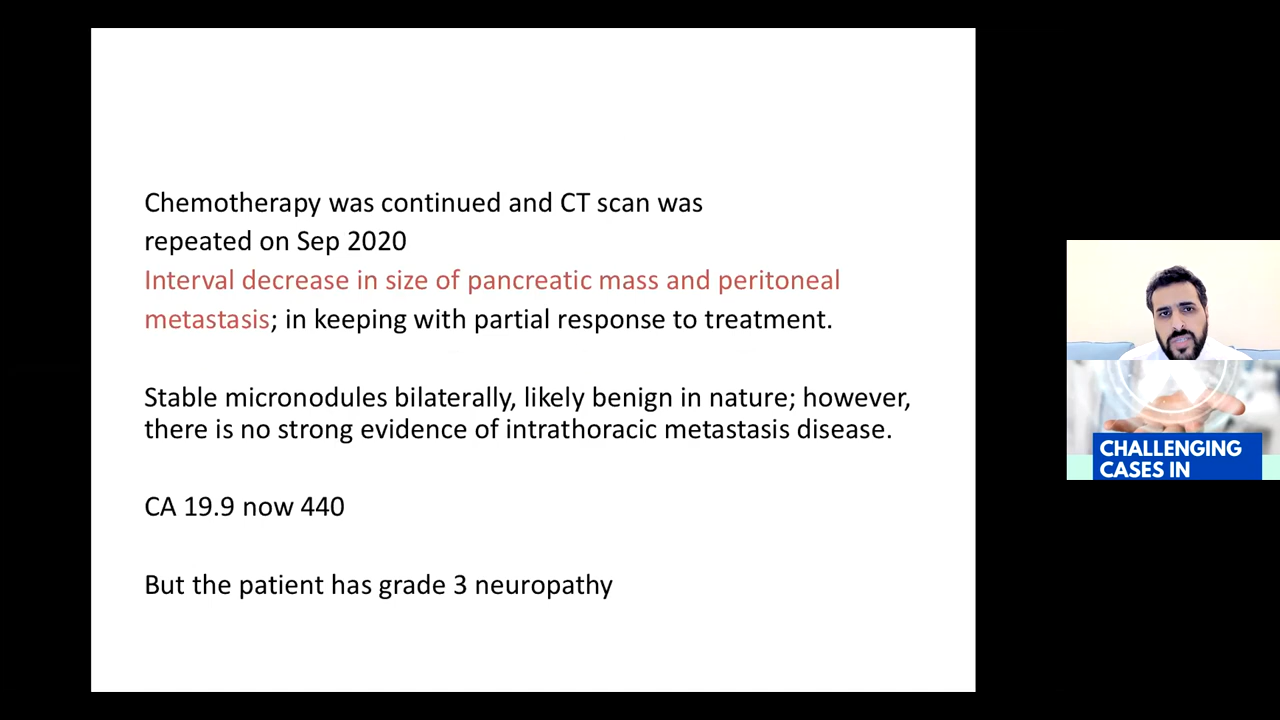 Chemotherapy was continued and CT scan was
repeated on Sep 2020
Interval decrease in size of pancreatic mass and peritoneal
metastasis; in keeping with partial response to treatment.
Stable micronodules bilaterally, likely benign in nature; however,
there is no strong evidence of intrathoracic metastasis disease.
CA 19.9 now 440
But the patient has grade 3 neuropathy
CHALLENGING
CASES IN